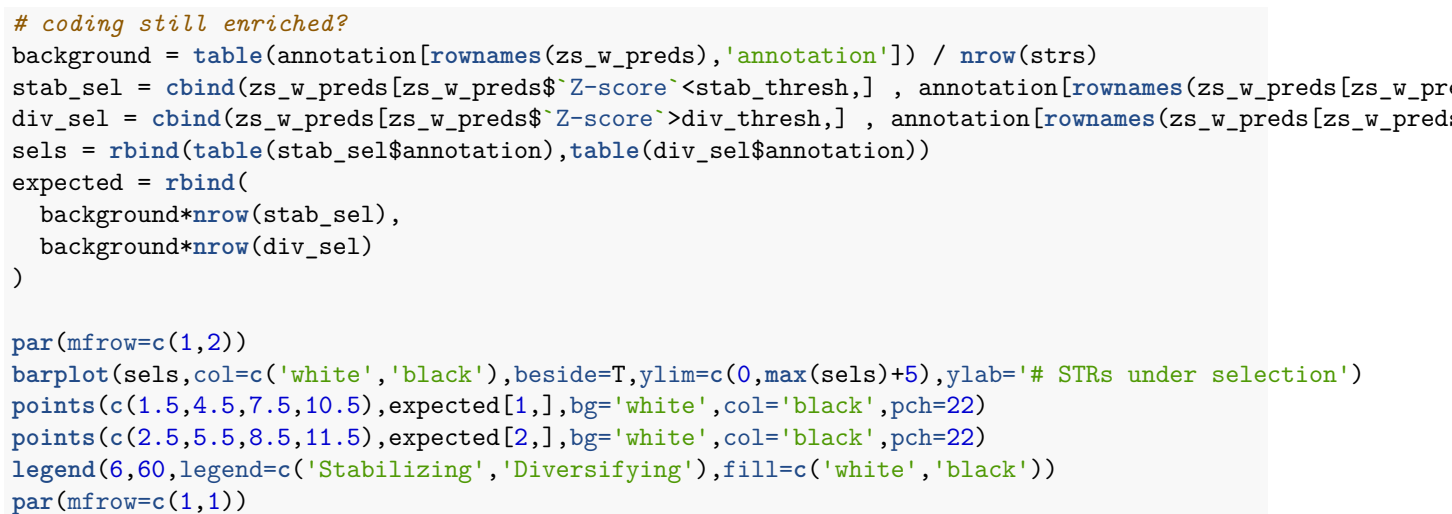 # coding still enriched?
background = table(annotation[rownames(zs_w_preds),'annotation']) / nrow(strs)
stab_sel = cbind(zs_w_preds[zs_w_preds$`Z-score`<stab_thresh,] , annotation[rownames(zs_w_preds[zs_w_pre
div_sel = cbind(zs_w_preds[zs_w_preds$`Z-score`>div_thresh,] , annotation[rownames(zs_w_preds[zs_w_preds
sels = rbind(table(stab_sel$annotation),table(div_sel$annotation))
expected = rbind(
  background*nrow(stab_sel),
  background*nrow(div_sel)
)
par(mfrow=c(1,2))
barplot(sels,col=c('white','black'),beside=T,ylim=c(0,max(sels)+5),ylab='# STRs under selection')
points(c(1.5,4.5,7.5,10.5),expected[1,],bg='white',col='black',pch=22)
points(c(2.5,5.5,8.5,11.5),expected[2,],bg='white',col='black',pch=22)
legend(6,60,legend=c('Stabilizing','Diversifying'),fill=c('white','black'))
par(mfrow=c(1,1))